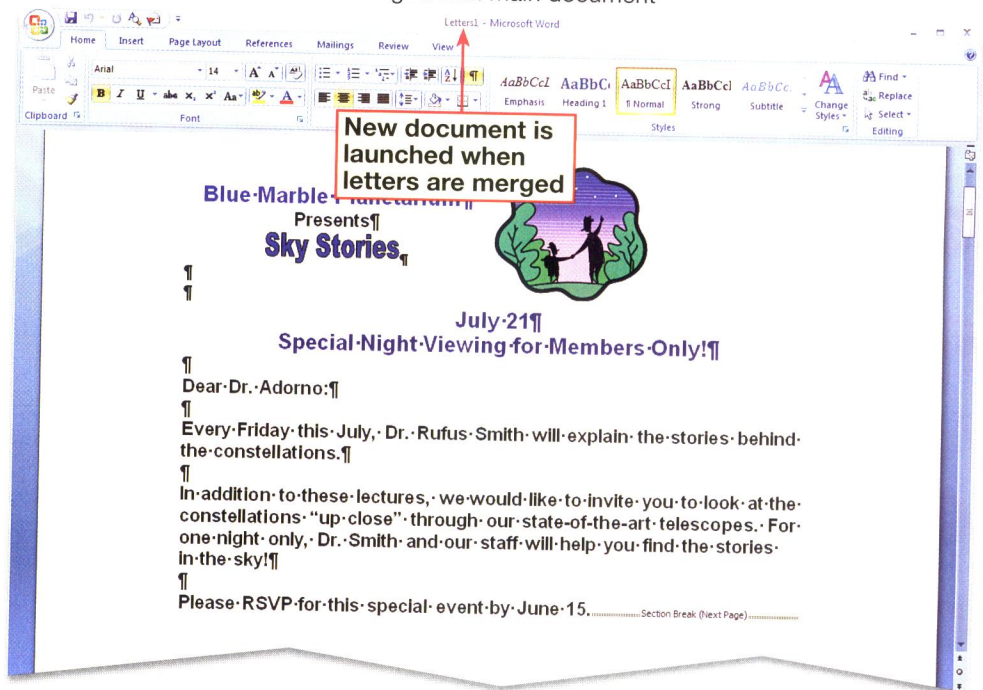 main document
Letters1 - Microsoft Word
Home Insert Page Layout References Mailings Review View
Arial 14 Find
Paste B I U abe X, X' Aa A AaBbCcI AaBbC AaBbCcI AaBbCcl AaBbCc. Replace
Emphasis Heading 1 ¶ Normal Strong Subtitle Change Styles Select
Clipboard Font Styles Editing
New document is
launched when
letters are merged
Blue·Marble·Planetarium¶
Presents¶
Sky Stories¶
¶
¶
July·21¶
Special·Night·Viewing·for·Members·Only!¶
¶
Dear·Dr.·Adorno:¶
¶
Every·Friday·this·July,·Dr.·Rufus·Smith·will·explain·the·stories·behind·
the·constellations.¶
¶
In·addition·to·these·lectures,·we·would·like·to·invite·you·to·look·at·the·
constellations·“up·close”·through·our·state-of-the-art·telescopes.·For·
one·night·only,·Dr.·Smith·and·our·staff·will·help·you·find·the·stories·
in·the·sky!¶
¶
Please·RSVP·for·this·special·event·by·June·15. Section Break (Next Page)